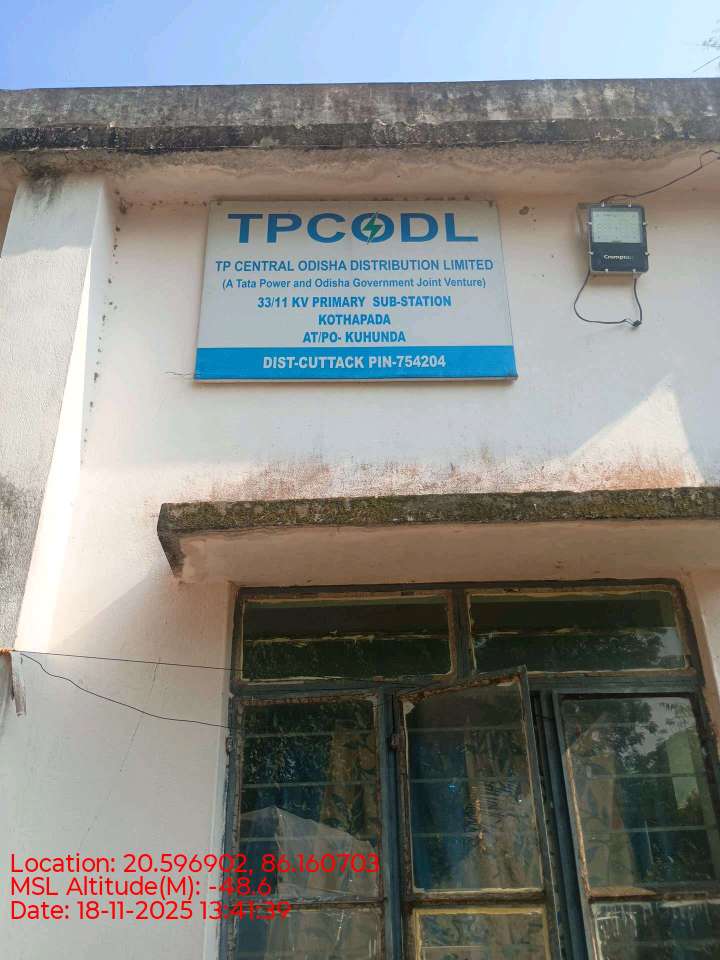 TPCODL
TP CENTRAL ODISHA DISTRIBUTION LIMITED
(A Tata Power and Odisha Government Joint Venture)
33/11 KV PRIMARY SUB-STATION
KOTHAPADA
AT/PO- KUHUNDA
DIST-CUTTACK PIN-754204
Crompton
Location: 20.596902, 86.160703
MSL Altitude(M): -48.6
Date: 18-11-2025 13:41:39